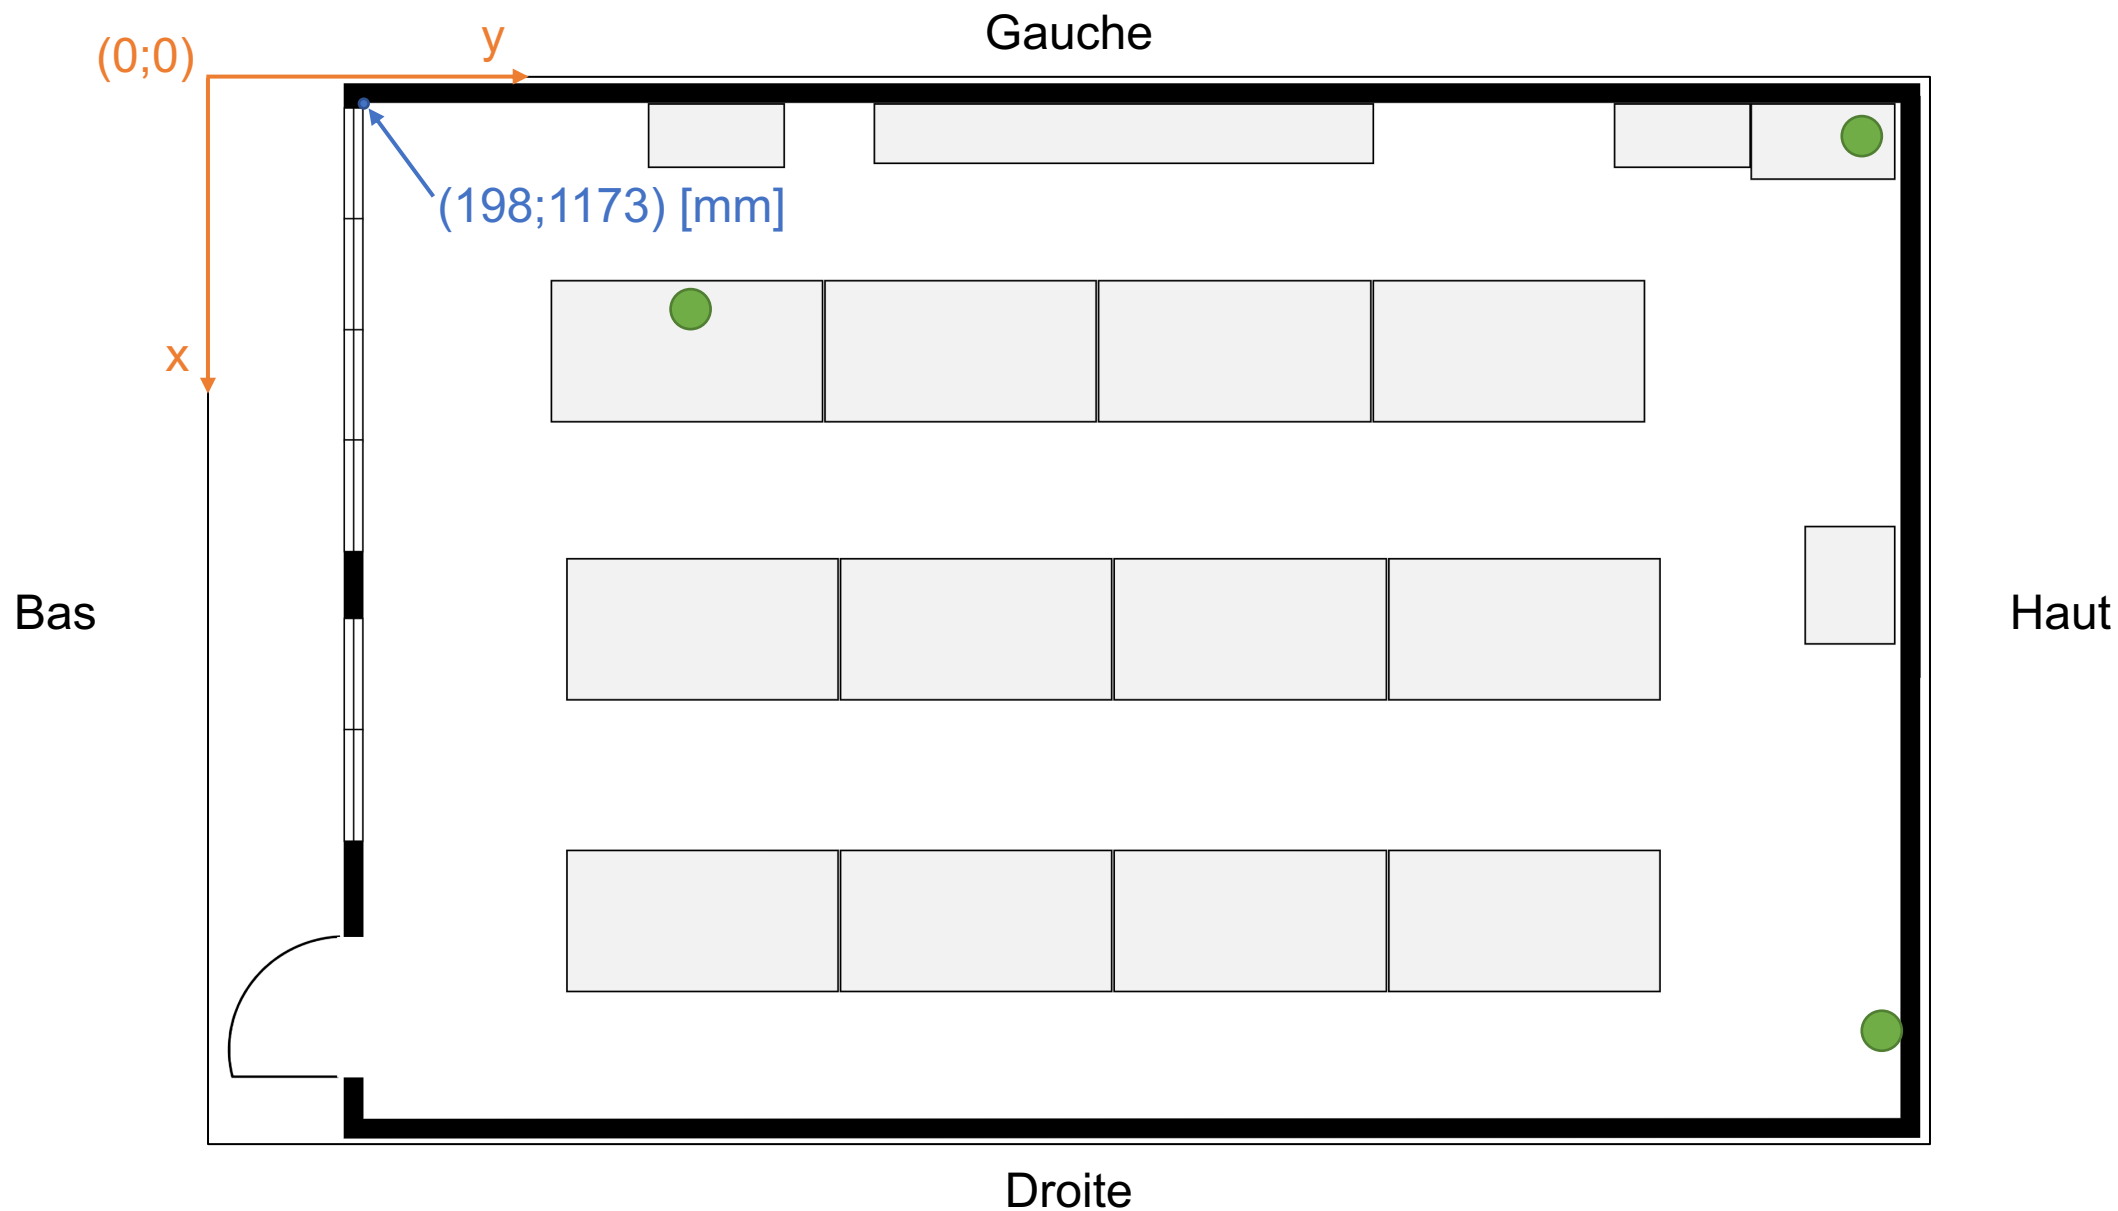 Gauche
(0;0)
y
(198;1173) [mm]
x
Bas
Haut
Droite